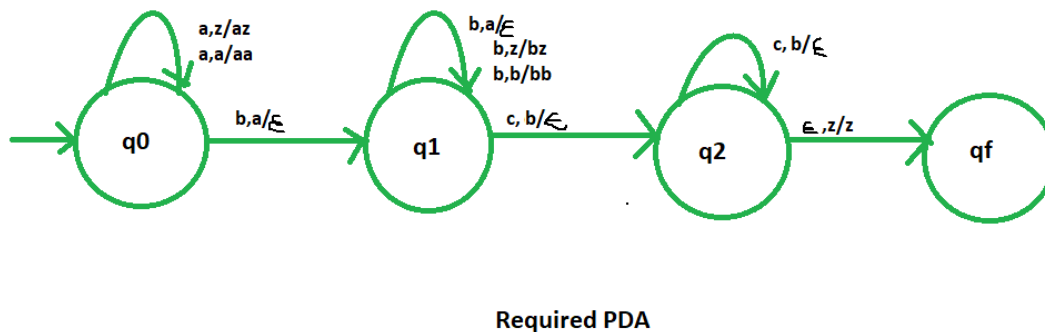 a,z/az
a,a/aa
b,a/ε
b,z/bz
b,b/bb
c, b/ε
q0
b,a/ε
q1
c, b/ε
q2
ε ,z/z
qf
Required PDA